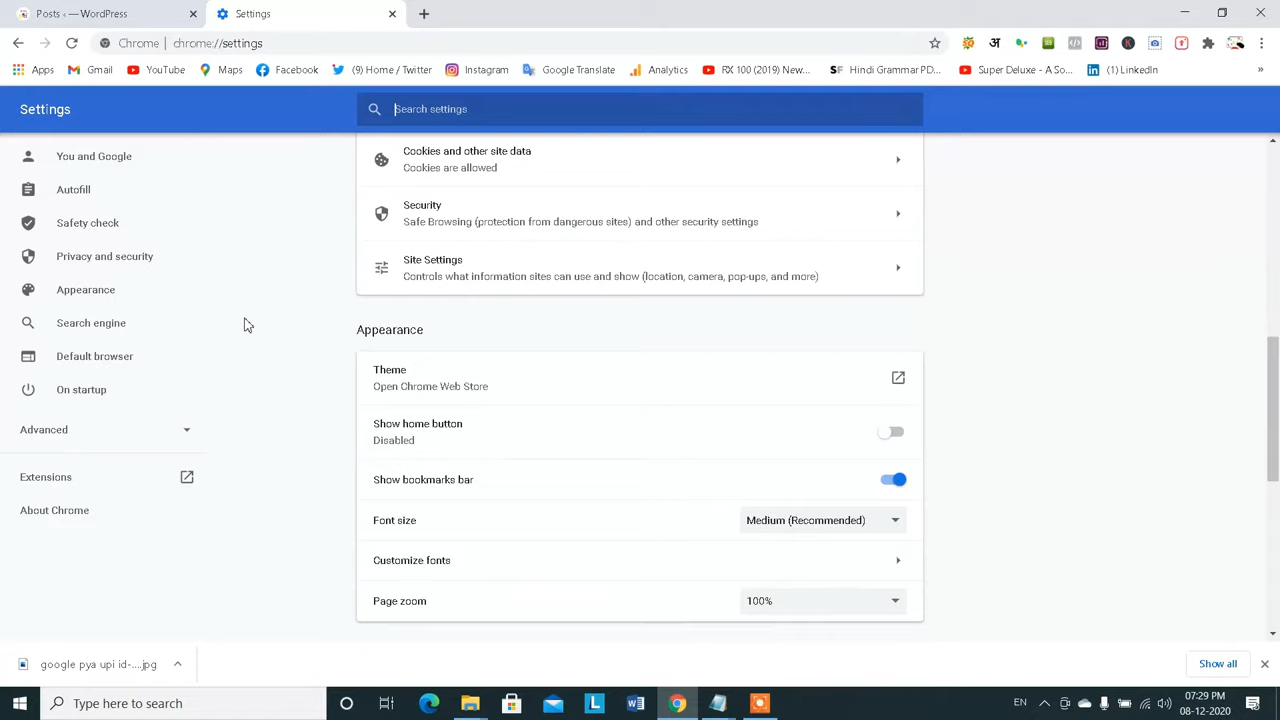 Posts ‹ — WordPress
Settings
Chrome | chrome://settings
Apps
Gmail
YouTube
Maps
Facebook
(9) Home / Twitter
Instagram
Google Translate
Analytics
RX 100 (2019) New...
SF Hindi Grammar PD...
Super Deluxe - A So...
(1) LinkedIn
»
Settings
Search settings
You and Google
Autofill
Safety check
Privacy and security
Appearance
Search engine
Default browser
On startup
Advanced
Extensions
About Chrome
Cookies and other site data
Cookies are allowed
Security
Safe Browsing (protection from dangerous sites) and other security settings
Site Settings
Controls what information sites can use and show (location, camera, pop-ups, and more)
Appearance
Theme
Open Chrome Web Store
Show home button
Disabled
Show bookmarks bar
Font size
Medium (Recommended)
Customize fonts
Page zoom
100%
google pya upi id-....jpg
Show all
Type here to search
EN
07:29 PM
08-12-2020